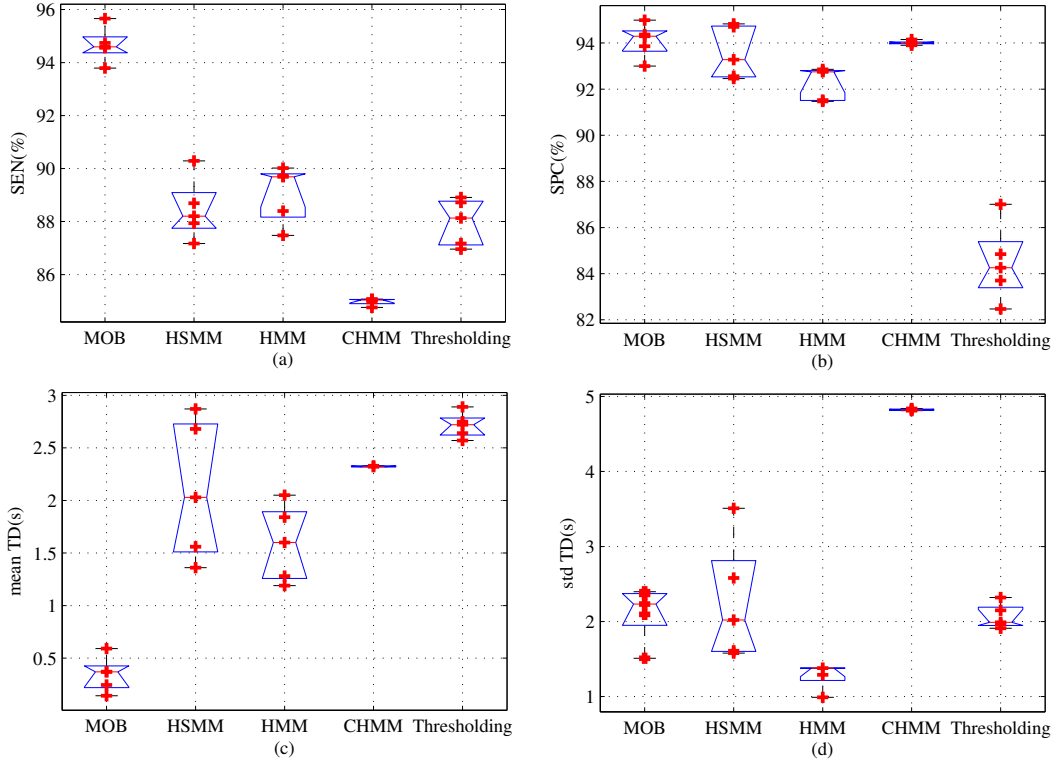 96
94
92
90
88
86
SEN(%)
MOB HSMM HMM CHMM Thresholding
(a)
94
92
90
88
86
84
82
SPC(%)
MOB HSMM HMM CHMM Thresholding
(b)
3
2.5
2
1.5
1
0.5
mean TD(s)
MOB HSMM HMM CHMM Thresholding
(c)
5
4
3
2
1
std TD(s)
MOB HSMM HMM CHMM Thresholding
(d)